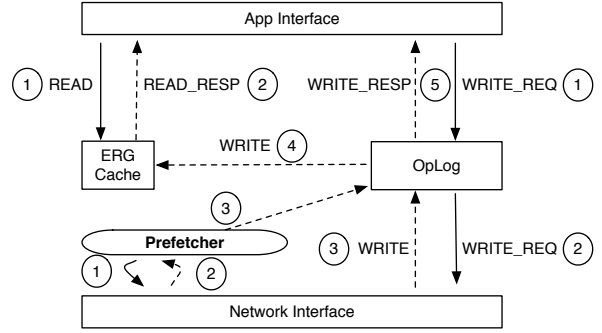 App Interface
1 READ
READ_RESP 2
WRITE_RESP 5
WRITE_REQ 1
WRITE 4
ERG
Cache
OpLog
3
Prefetcher
1
2
3 WRITE
WRITE_REQ 2
Network Interface